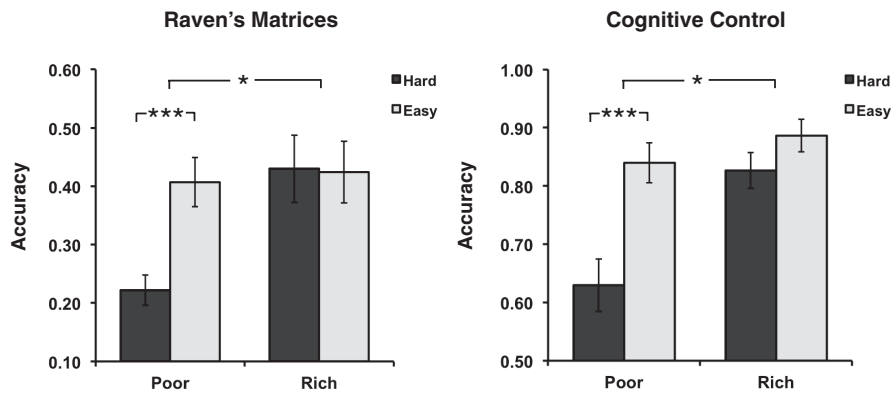 Raven's Matrices
Accuracy
0.60
0.50
0.40
0.30
0.20
0.10
*
***
Hard
Easy
Poor
Rich
Cognitive Control
Accuracy
1.00
0.90
0.80
0.70
0.60
0.50
*
***
Hard
Easy
Poor
Rich